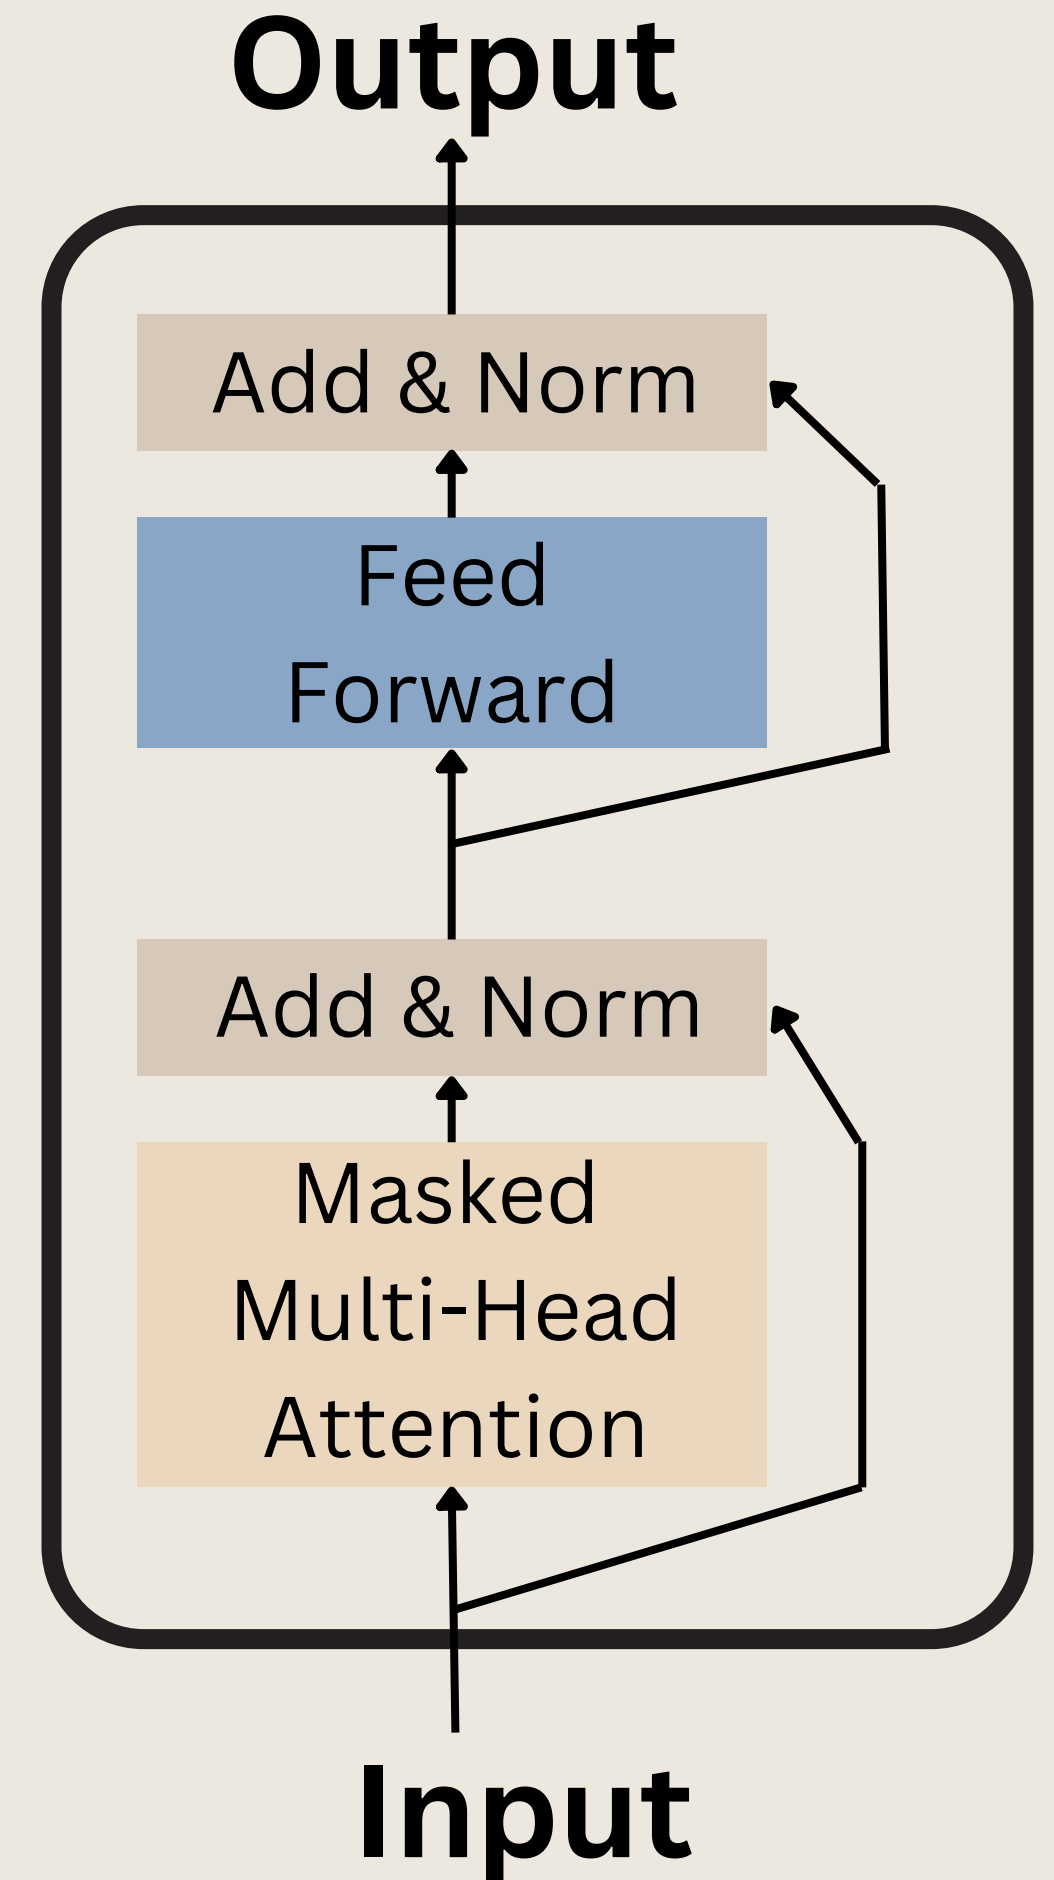 Output
Add & Norm
Feed
Forward
Add & Norm
Masked
Multi-Head
Attention
Input